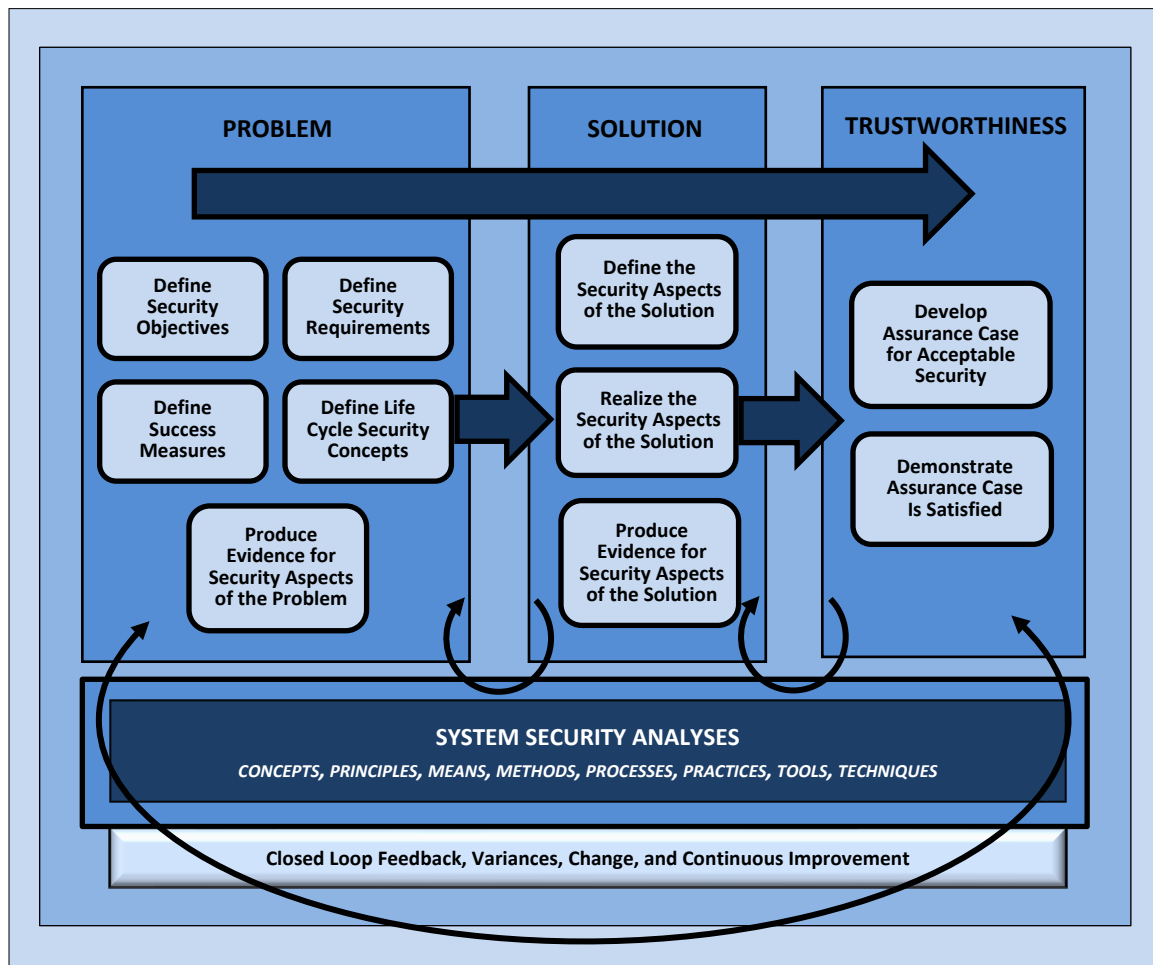 PROBLEM
Define
Security
Objectives
Define
Security
Requirements
Define
Success
Measures
Define Life
Cycle Security
Concepts
Produce
Evidence for
Security Aspects
of the Problem
SOLUTION
Define the
Security Aspects
of the Solution
Realize the
Security Aspects
of the Solution
Produce
Evidence for
Security Aspects
of the Solution
TRUSTWORTHINESS
Develop
Assurance Case
for Acceptable
Security
Demonstrate
Assurance Case
Is Satisfied
SYSTEM SECURITY ANALYSES
CONCEPTS, PRINCIPLES, MEANS, METHODS, PROCESSES, PRACTICES, TOOLS, TECHNIQUES
Closed Loop Feedback, Variances, Change, and Continuous Improvement